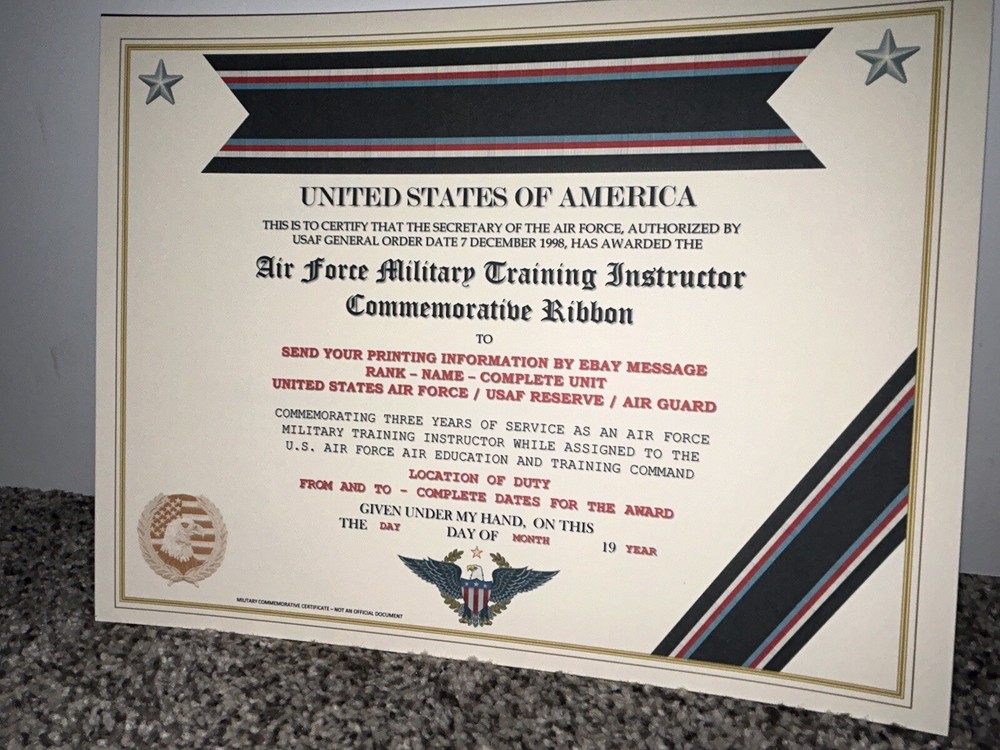 UNITED STATES OF AMERICA
THIS IS TO CERTIFY THAT THE SECRETARY OF THE AIR FORCE, AUTHORIZED BY
USAF GENERAL ORDER DATE 7 DECEMBER 1998, HAS AWARDED THE
Air Force Military Training Instructor
Commemorative Ribbon
TO
SEND YOUR PRINTING INFORMATION BY EBAY MESSAGE
RANK – NAME – COMPLETE UNIT
UNITED STATES AIR FORCE / USAF RESERVE / AIR GUARD
COMMEMORATING THREE YEARS OF SERVICE AS AN AIR FORCE
MILITARY TRAINING INSTRUCTOR WHILE ASSIGNED TO THE
U.S. AIR FORCE AIR EDUCATION AND TRAINING COMMAND
LOCATION OF DUTY
FROM AND TO – COMPLETE DATES FOR THE AWARD
GIVEN UNDER MY HAND, ON THIS
THE DAY DAY OF MONTH 19 YEAR
MILITARY COMMEMORATIVE CERTIFICATE – NOT AN OFFICIAL DOCUMENT